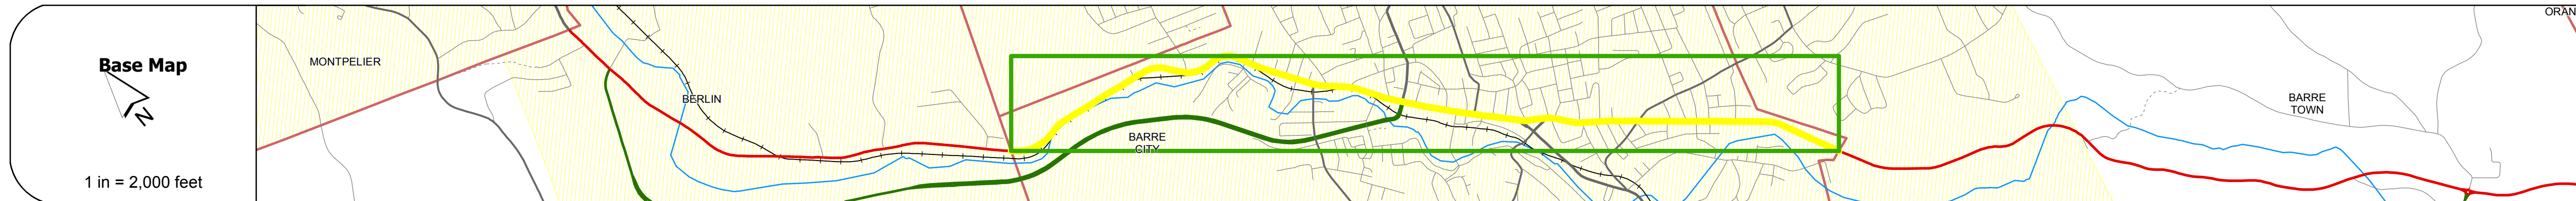 Base Map
N
1 in = 2,000 feet
MONTPELIER
BERLIN
BARRE
CITY
BARRE
TOWN
ORAN